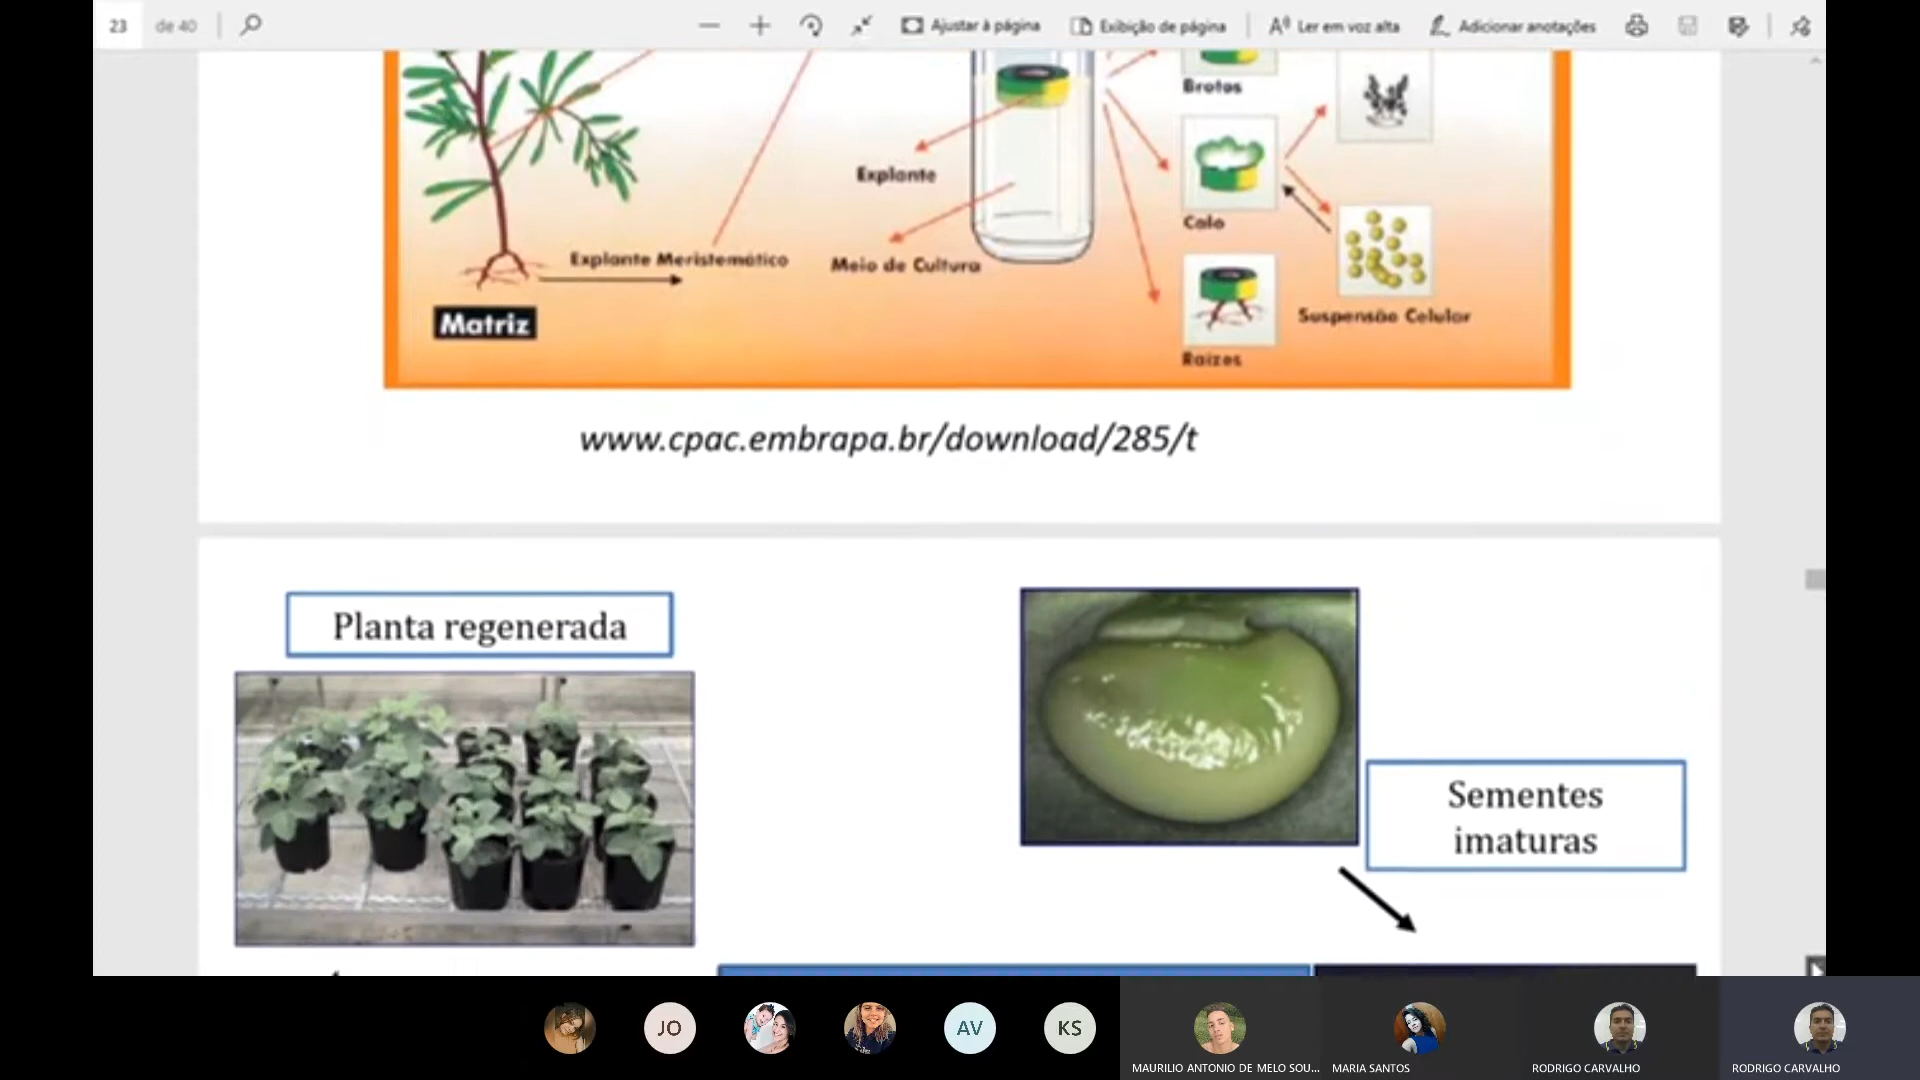 23 de 40
Ajustar à página
Exibição de página
Ler em voz alta
Adicionar anotações
Brotos
Explante
Calo
Explante Meristemático
Meio de Cultura
Matriz
Suspensão Celular
Raízes
www.cpac.embrapa.br/download/285/t
Planta regenerada
Sementes
imaturas
JO
AV
KS
MAURILIO ANTONIO DE MELO SOU...
MARIA SANTOS
RODRIGO CARVALHO
RODRIGO CARVALHO